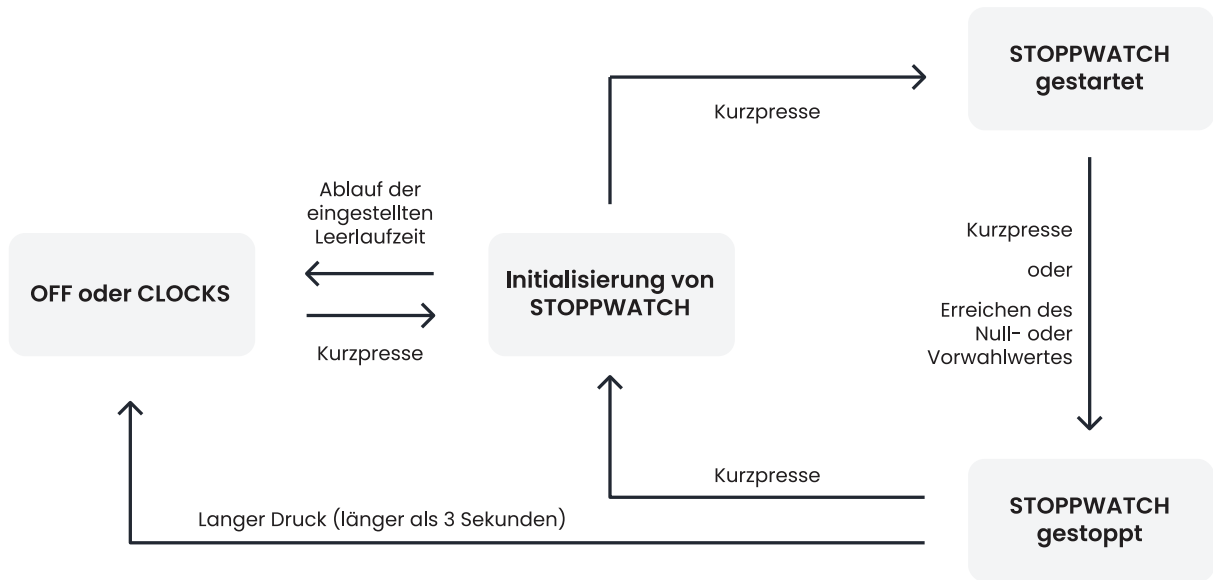 STOPPWATCH
gestartet
Kurzpresse
Ablauf der
eingestellten
Leerlaufzeit
Kurzpresse
oder
Erreichen des
Null- oder
Vorwahlwertes
OFF oder CLOCKS
Initialisierung von
STOPPWATCH
Kurzpresse
Kurzpresse
Langer Druck (länger als 3 Sekunden)
STOPPWATCH
gestoppt